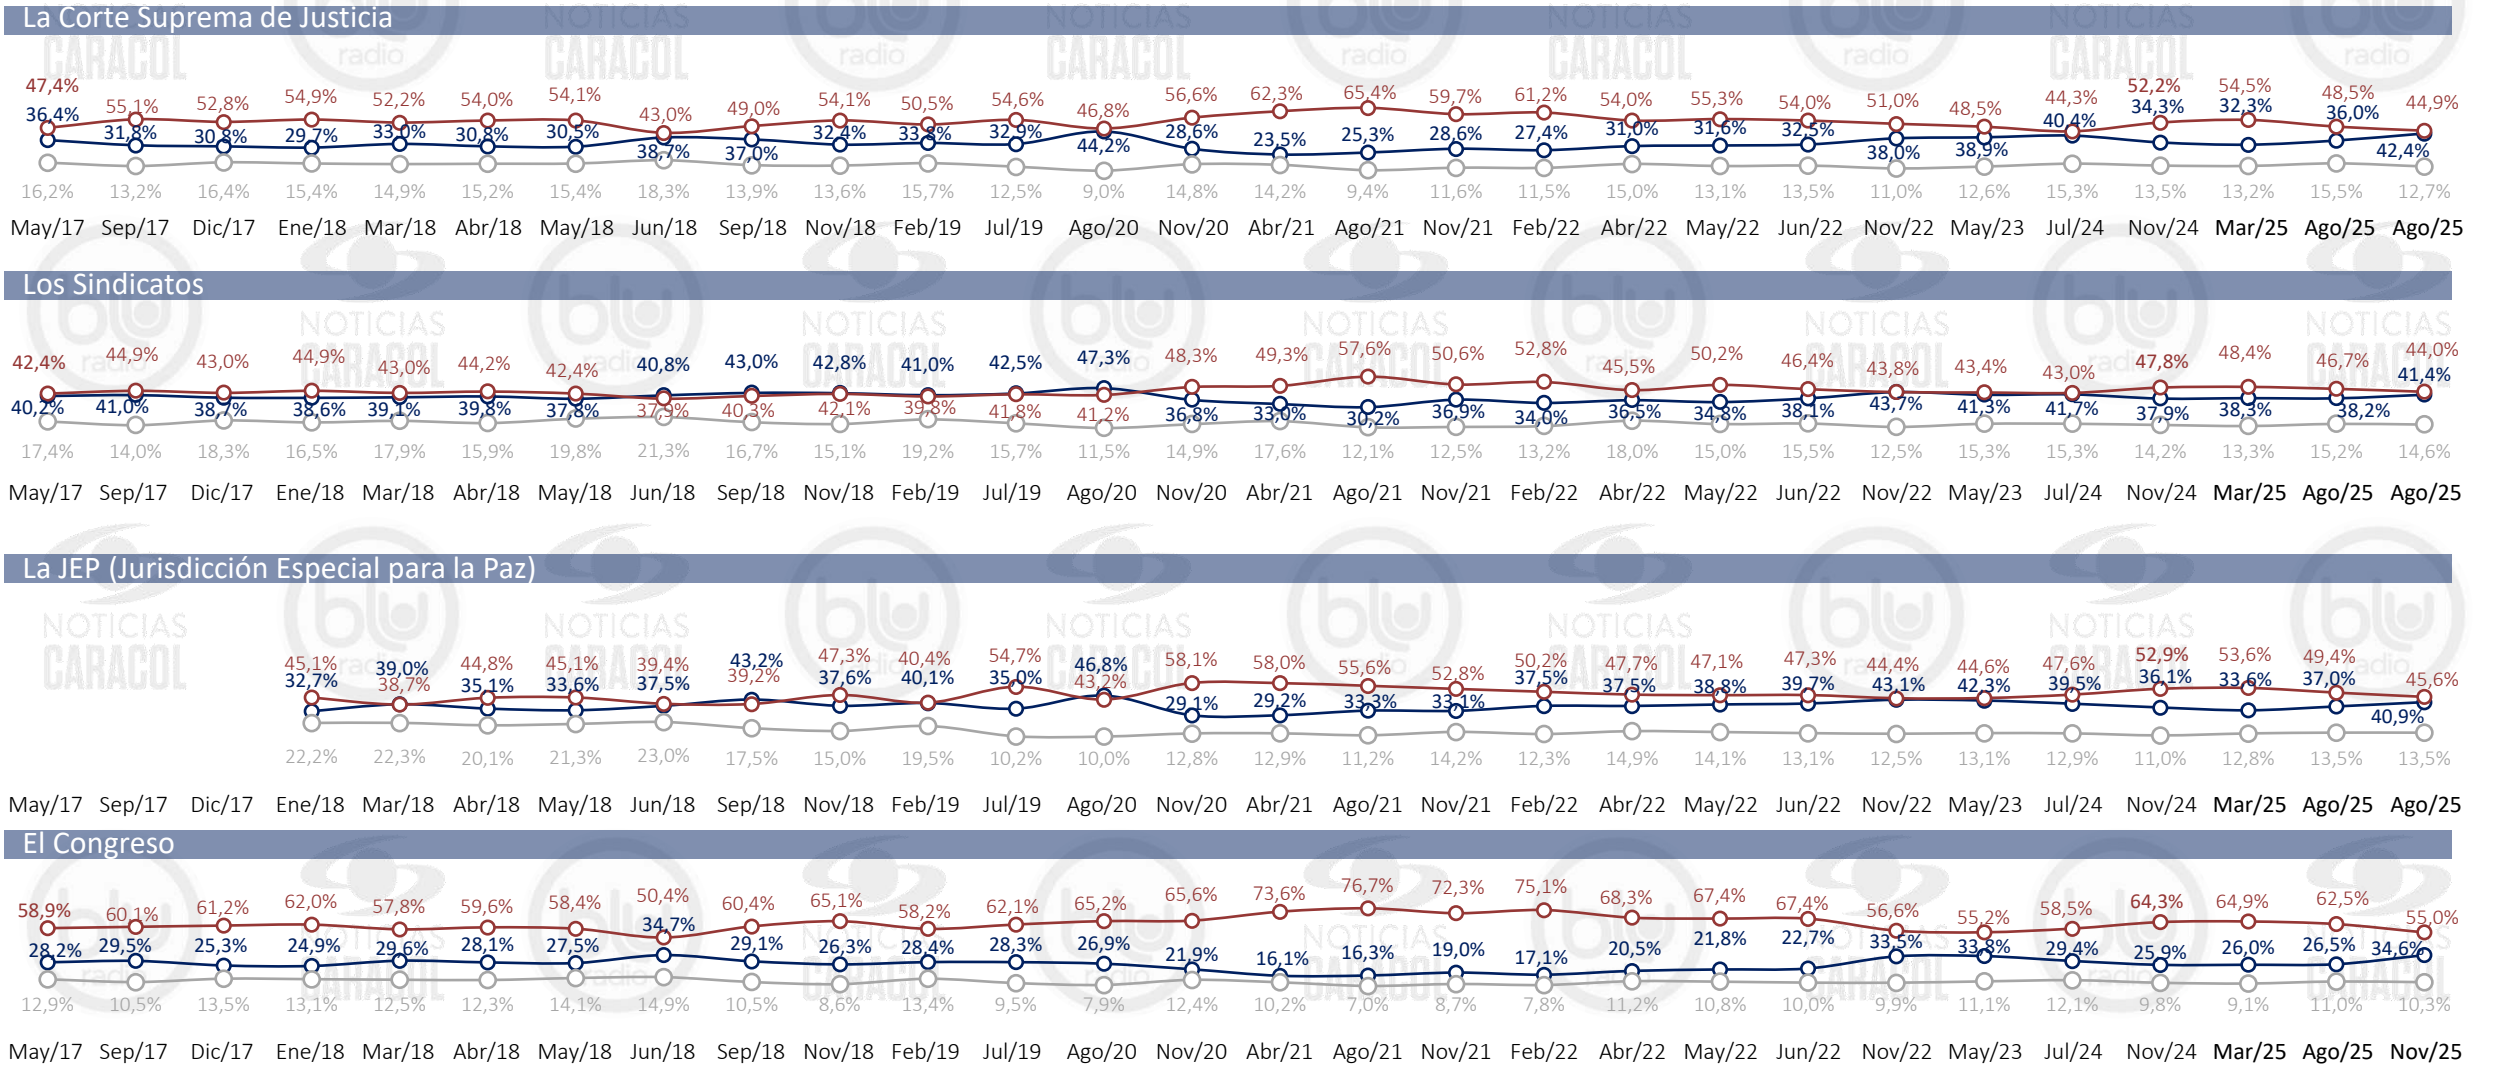 La Corte Suprema de Justicia
47,4% 55,1% 52,8% 54,9% 52,2% 54,0% 54,1% 43,0% 49,0% 54,1% 50,5% 54,6% 46,8% 56,6% 62,3% 65,4% 59,7% 61,2% 54,0% 55,3% 54,0% 51,0% 48,5% 44,3% 52,2% 54,5% 48,5% 44,9%
36,4% 31,8% 30,8% 29,7% 33,0% 30,8% 30,5% 38,7% 37,0% 32,4% 33,8% 32,9% 44,2% 28,6% 23,5% 25,3% 28,6% 27,4% 31,0% 31,6% 32,5% 38,0% 38,9% 40,4% 34,3% 32,3% 36,0% 42,4%
16,2% 13,2% 16,4% 15,4% 14,9% 15,2% 15,4% 18,3% 13,9% 13,6% 15,7% 12,5% 9,0% 14,8% 14,2% 9,4% 11,6% 11,5% 15,0% 13,1% 13,5% 11,0% 12,6% 15,3% 13,5% 13,2% 15,5% 12,7%
May/17 Sep/17 Dic/17 Ene/18 Mar/18 Abr/18 May/18 Jun/18 Sep/18 Nov/18 Feb/19 Jul/19 Ago/20 Nov/20 Abr/21 Ago/21 Nov/21 Feb/22 Abr/22 May/22 Jun/22 Nov/22 May/23 Jul/24 Nov/24 Mar/25 Ago/25 Ago/25
Los Sindicatos
42,4% 44,9% 43,0% 44,9% 43,0% 44,2% 42,4% 37,9% 40,3% 42,1% 39,8% 41,8% 41,2% 48,3% 49,3% 57,6% 50,6% 52,8% 45,5% 50,2% 46,4% 43,8% 43,4% 43,0% 47,8% 48,4% 46,7% 44,0%
40,2% 41,0% 38,7% 38,6% 39,1% 39,8% 37,8% 40,8% 43,0% 42,8% 41,0% 42,5% 47,3% 36,8% 33,0% 30,2% 36,9% 34,0% 36,5% 34,8% 38,1% 43,7% 41,3% 41,7% 37,9% 38,3% 38,2% 41,4%
17,4% 14,0% 18,3% 16,5% 17,9% 15,9% 19,8% 21,3% 16,7% 15,1% 19,2% 15,7% 11,5% 14,9% 17,6% 12,1% 12,5% 13,2% 18,0% 15,0% 15,5% 12,5% 15,3% 15,3% 14,2% 13,3% 15,2% 14,6%
May/17 Sep/17 Dic/17 Ene/18 Mar/18 Abr/18 May/18 Jun/18 Sep/18 Nov/18 Feb/19 Jul/19 Ago/20 Nov/20 Abr/21 Ago/21 Nov/21 Feb/22 Abr/22 May/22 Jun/22 Nov/22 May/23 Jul/24 Nov/24 Mar/25 Ago/25 Ago/25
La JEP (Jurisdicción Especial para la Paz)
45,1% 38,7% 44,8% 45,1% 39,4% 39,2% 47,3% 40,4% 54,7% 43,2% 58,1% 58,0% 55,6% 52,8% 50,2% 47,7% 47,1% 47,3% 44,4% 44,6% 47,6% 52,9% 53,6% 49,4% 45,6%
32,7% 39,0% 35,1% 33,6% 37,5% 43,2% 37,6% 40,1% 35,0% 46,8% 29,1% 29,2% 33,3% 33,1% 37,5% 37,5% 38,8% 39,7% 43,1% 42,3% 39,5% 36,1% 33,6% 37,0% 40,9%
22,2% 22,3% 20,1% 21,3% 23,0% 17,5% 15,0% 19,5% 10,2% 10,0% 12,8% 12,9% 11,2% 14,2% 12,3% 14,9% 14,1% 13,1% 12,5% 13,1% 12,9% 11,0% 12,8% 13,5% 13,5%
May/17 Sep/17 Dic/17 Ene/18 Mar/18 Abr/18 May/18 Jun/18 Sep/18 Nov/18 Feb/19 Jul/19 Ago/20 Nov/20 Abr/21 Ago/21 Nov/21 Feb/22 Abr/22 May/22 Jun/22 Nov/22 May/23 Jul/24 Nov/24 Mar/25 Ago/25 Ago/25
El Congreso
58,9% 60,1% 61,2% 62,0% 57,8% 59,6% 58,4% 50,4% 60,4% 65,1% 58,2% 62,1% 65,2% 65,6% 73,6% 76,7% 72,3% 75,1% 68,3% 67,4% 67,4% 56,6% 55,2% 58,5% 64,3% 64,9% 62,5% 55,0%
28,2% 29,5% 25,3% 24,9% 29,6% 28,1% 27,5% 34,7% 29,1% 26,3% 28,4% 28,3% 26,9% 21,9% 16,1% 16,3% 19,0% 17,1% 20,5% 21,8% 22,7% 33,5% 33,8% 29,4% 25,9% 26,0% 26,5% 34,6%
12,9% 10,5% 13,5% 13,1% 12,5% 12,3% 14,1% 14,9% 10,5% 8,6% 13,4% 9,5% 7,9% 12,4% 10,2% 7,0% 8,7% 7,8% 11,2% 10,8% 10,0% 9,9% 11,1% 12,1% 9,8% 9,1% 11,0% 10,3%
May/17 Sep/17 Dic/17 Ene/18 Mar/18 Abr/18 May/18 Jun/18 Sep/18 Nov/18 Feb/19 Jul/19 Ago/20 Nov/20 Abr/21 Ago/21 Nov/21 Feb/22 Abr/22 May/22 Jun/22 Nov/22 May/23 Jul/24 Nov/24 Mar/25 Ago/25 Nov/25